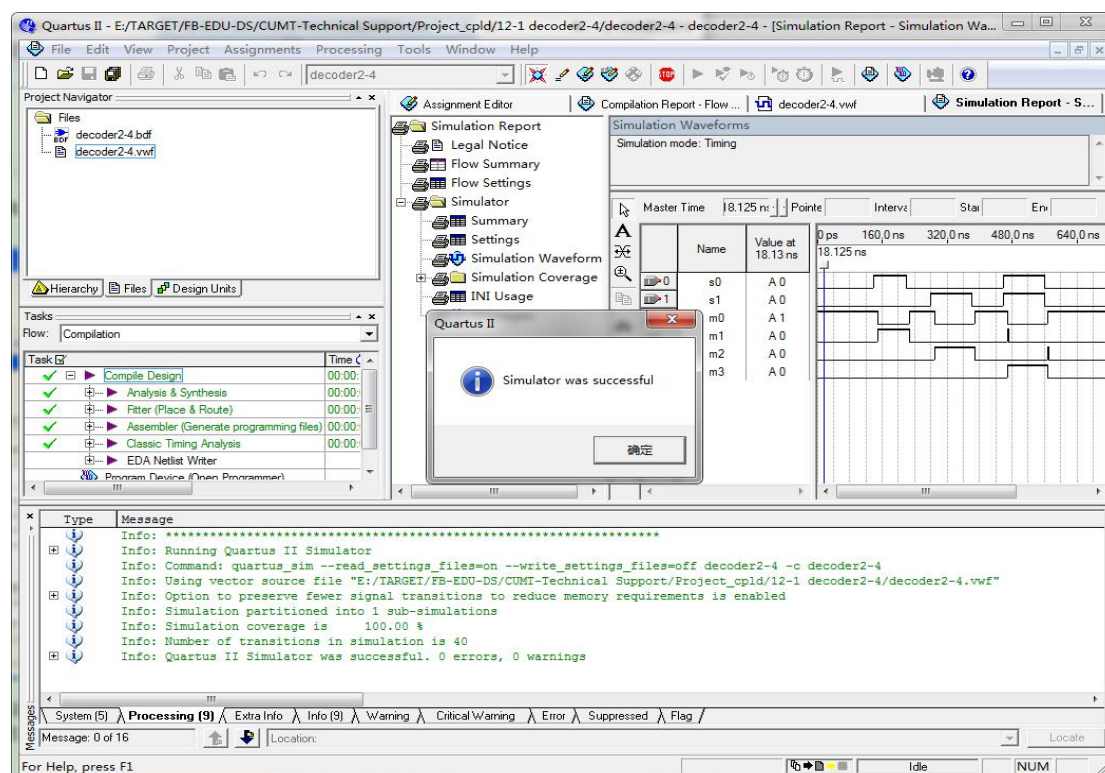 Quartus II - E:/TARGET/FB-EDU-DS/CUMT-Technical Support/Project_cpld/12-1 decoder2-4/decoder2-4 - decoder2-4 - [Simulation Report - Simulation Wa...
File Edit View Project Assignments Processing Tools Window Help
decoder2-4
STOP
Project Navigator
Files
decoder2-4.bdf
decoder2-4.vwf
Hierarchy Files Design Units
Tasks
Flow: Compilation
Task Time
Compile Design 00:00:
Analysis & Synthesis 00:00:
Fitter (Place & Route) 00:00:
Assembler (Generate programming files) 00:00:
Classic Timing Analysis 00:00:
EDA Netlist Writer
Program Device (Open Programmer)
Assignment Editor Compilation Report - Flow ... decoder2-4.vwf Simulation Report - S...
Simulation Report
Legal Notice
Flow Summary
Flow Settings
Simulator
Summary
Settings
Simulation Waveform
Simulation Coverage
INI Usage
Simulation Waveforms
Simulation mode: Timing
Master Time 18.125 ns Pointe Interva Star En
Name Value at 18.13 ns
0 ps 160,0 ns 320,0 ns 480,0 ns 640,0 ns
18.125 ns
0 s0 A 0
1 s1 A 0
m0 A 1
m1 A 0
m2 A 0
m3 A 0
Quartus II
Simulator was successful
确定
Type Message
Info: *******************************************************************
Info: Running Quartus II Simulator
Info: Command: quartus_sim --read_settings_files=on --write_settings_files=off decoder2-4 -c decoder2-4
Info: Using vector source file "E:/TARGET/FB-EDU-DS/CUMT-Technical Support/Project_cpld/12-1 decoder2-4/decoder2-4.vwf"
Info: Option to preserve fewer signal transitions to reduce memory requirements is enabled
Info: Simulation partitioned into 1 sub-simulations
Info: Simulation coverage is 100.00 %
Info: Number of transitions in simulation is 40
Info: Quartus II Simulator was successful. 0 errors, 0 warnings
Messages
System (5) Processing (9) Extra Info Info (9) Warning Critical Warning Error Suppressed Flag
Message: 0 of 16 Location: Locate
For Help, press F1 Idle NUM